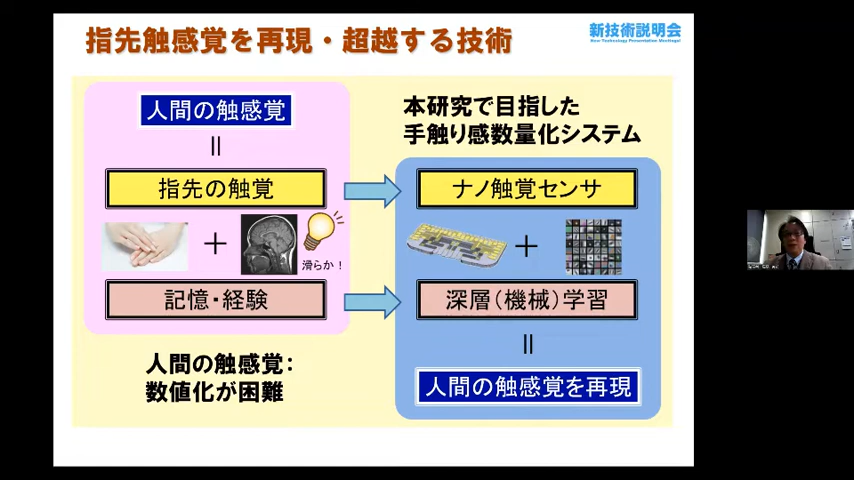 指先触感覚を再現・超越する技術
新技術説明会
New Technology Presentation Meetings!
人間の触感覚
=
指先の触覚
+
滑らか!
記憶・経験
人間の触感覚:
数値化が困難
本研究で目指した
手触り感数量化システム
ナノ触覚センサ
+
深層(機械)学習
=
人間の触感覚を再現